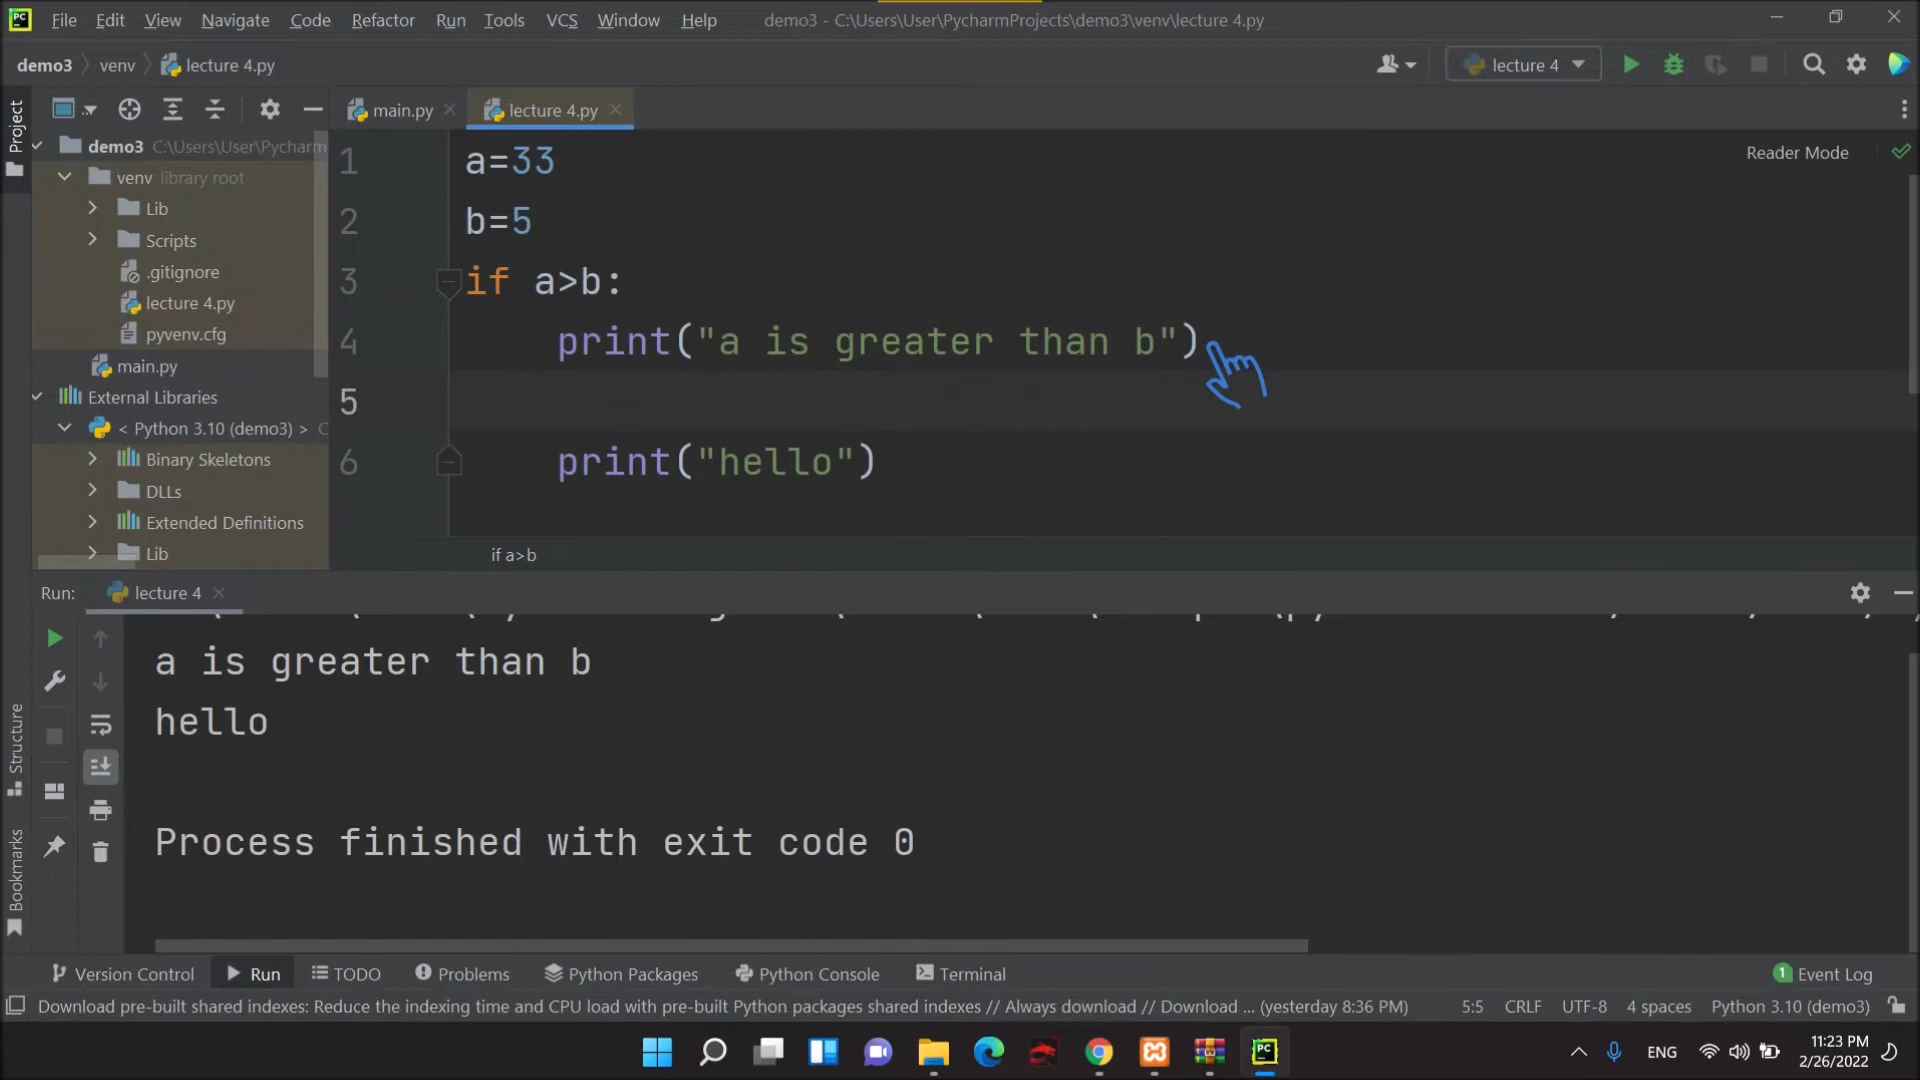 File Edit View Navigate Code Refactor Run Tools VCS Window Help demo3 - C:\Users\User\PycharmProjects\demo3\venv\lecture 4.py
demo3 venv lecture 4.py
lecture 4
Project
main.py
lecture 4.py
demo3 C:\Users\User\Pycharm
venv library root
Lib
Scripts
.gitignore
lecture 4.py
pyvenv.cfg
main.py
External Libraries
< Python 3.10 (demo3) > C
Binary Skeletons
DLLs
Extended Definitions
Lib
Reader Mode
1 a=33
2 b=5
3 if a>b:
4 print("a is greater than b")
5
6 print("hello")
if a>b
Run: lecture 4
a is greater than b
hello
Process finished with exit code 0
Structure
Bookmarks
Version Control Run TODO Problems Python Packages Python Console Terminal 1 Event Log
Download pre-built shared indexes: Reduce the indexing time and CPU load with pre-built Python packages shared indexes // Always download // Download ... (yesterday 8:36 PM) 5:5 CRLF UTF-8 4 spaces Python 3.10 (demo3)
PC
ENG
11:23 PM
2/26/2022